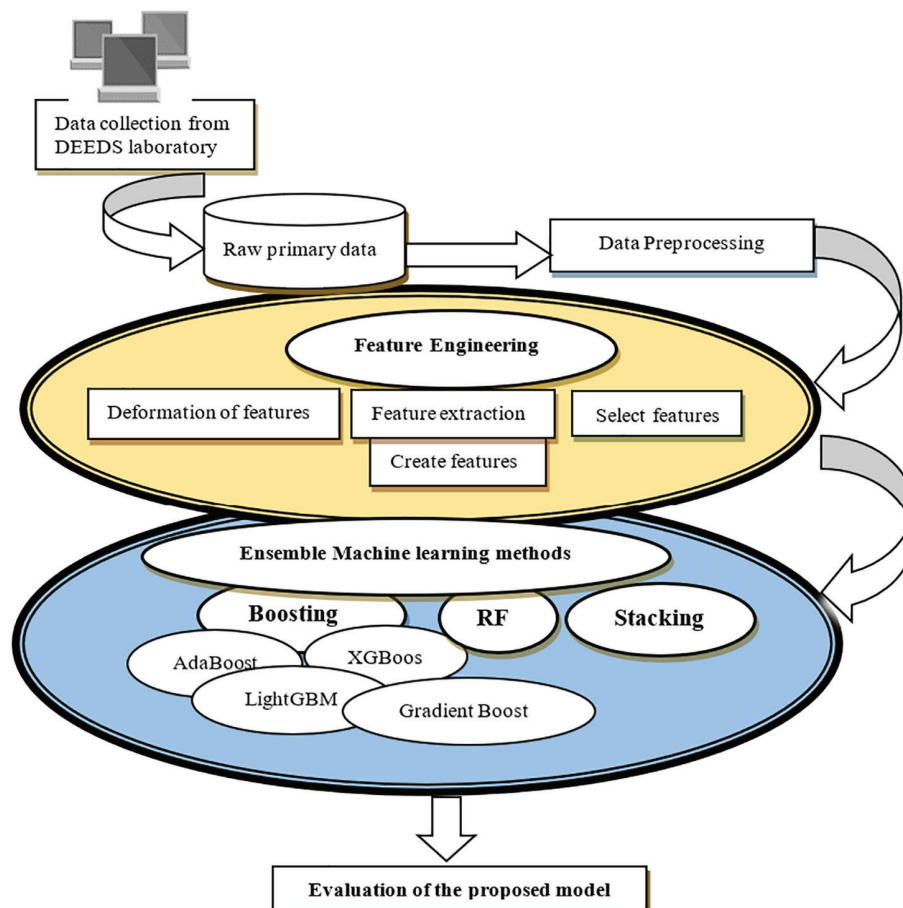 Data collection from
DEEDS laboratory
Raw primary data
Data Preprocessing
Feature Engineering
Deformation of features
Feature extraction
Select features
Create features
Ensemble Machine learning methods
Boosting
RF
Stacking
AdaBoost
XGBoos
LightGBM
Gradient Boost
Evaluation of the proposed model